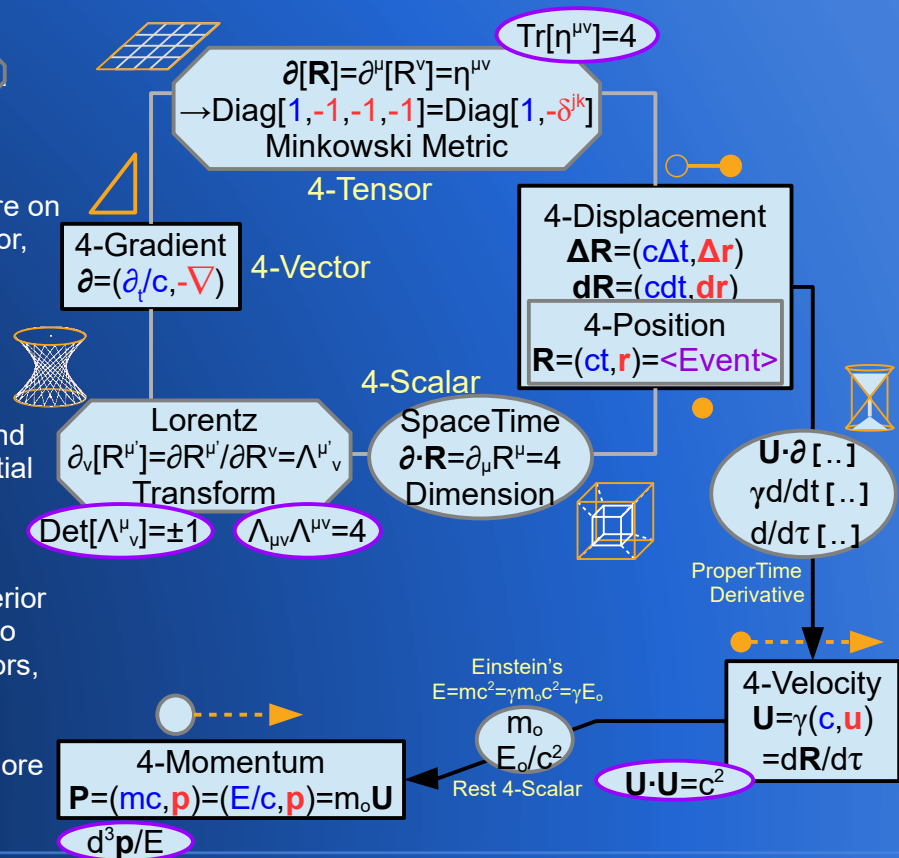 Tr[η^μν]=4
∂[R]=∂^μ[R^ν]=η^μν
→Diag[1,-1,-1,-1]=Diag[1,-δ^jk]
Minkowski Metric
4-Tensor
re on
or,
4-Gradient
∂=(∂_t/c,-∇)
4-Vector
4-Displacement
ΔR=(cΔt,Δr)
dR=(cdt,dr)
4-Position
R=(ct,r)=<Event>
4-Scalar
nd
tial
Lorentz
∂_ν[R^μ']=∂R^μ'/∂R^ν=Λ^μ'_ν
Transform
Det[Λ^μ_ν]=±1
Λ_μνΛ^μν=4
SpaceTime
∂·R=∂_μR^μ=4
Dimension
U·∂[..]
γd/dt[..]
d/dτ[..]
ProperTime
Derivative
erior
o
ors,
ore
Einstein's
E=mc²=γm_oc²=γE_o
m_o
E_o/c²
Rest 4-Scalar
4-Velocity
U=γ(c,u)
=dR/dτ
U·U=c²
4-Momentum
P=(mc,p)=(E/c,p)=m_oU
d³p/E